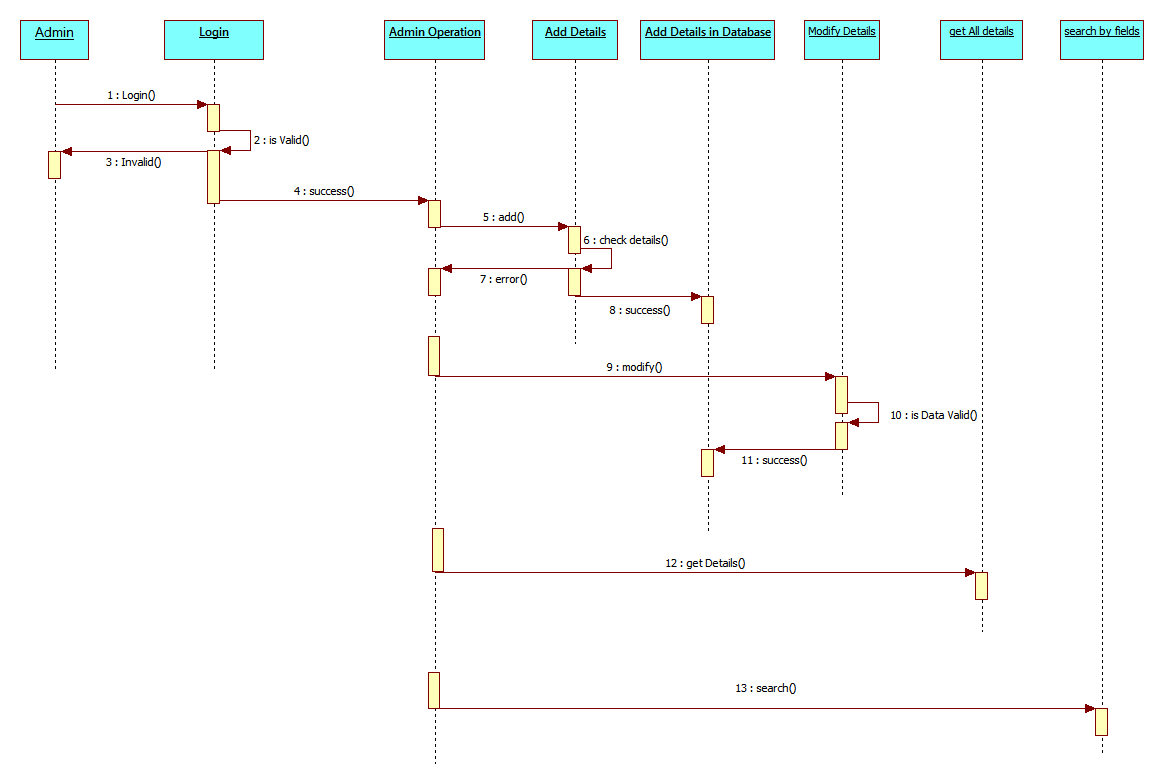 Admin
Login
Admin Operation
Add Details
Add Details in Database
Modify Details
get All details
search by fields
1 : Login()
2 : is Valid()
3 : Invalid()
4 : success()
5 : add()
6 : check details()
7 : error()
8 : success()
9 : modify()
10 : is Data Valid()
11 : success()
12 : get Details()
13 : search()